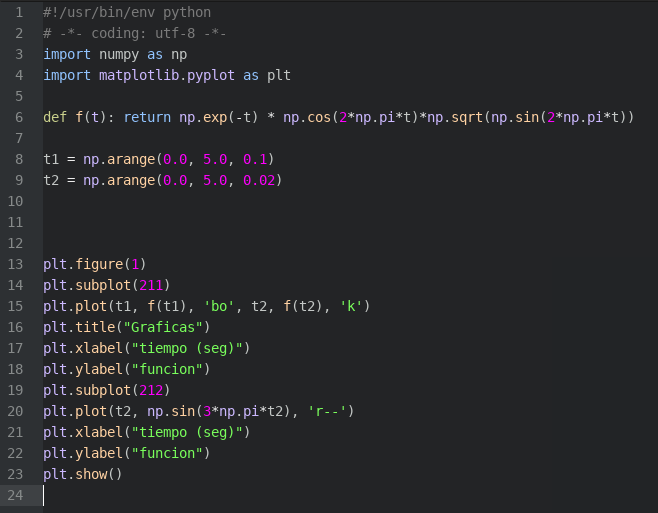 1 #!/usr/bin/env python
2 # -*- coding: utf-8 -*-
3 import numpy as np
4 import matplotlib.pyplot as plt
5
6 def f(t): return np.exp(-t) * np.cos(2*np.pi*t)*np.sqrt(np.sin(2*np.pi*t))
7
8 t1 = np.arange(0.0, 5.0, 0.1)
9 t2 = np.arange(0.0, 5.0, 0.02)
10
11
12
13 plt.figure(1)
14 plt.subplot(211)
15 plt.plot(t1, f(t1), 'bo', t2, f(t2), 'k')
16 plt.title("Graficas")
17 plt.xlabel("tiempo (seg)")
18 plt.ylabel("funcion")
19 plt.subplot(212)
20 plt.plot(t2, np.sin(3*np.pi*t2), 'r--')
21 plt.xlabel("tiempo (seg)")
22 plt.ylabel("funcion")
23 plt.show()
24